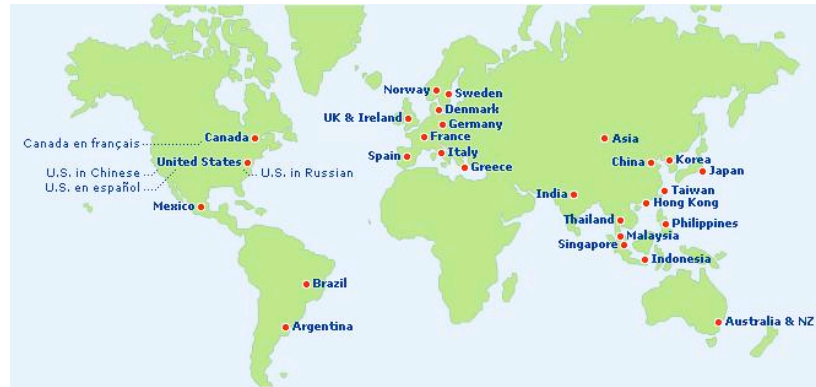 Norway
Sweden
Denmark
UK & Ireland
Germany
Canada
France
Asia
Canada en français
Italy
Spain
United States
China
Korea
Greece
Japan
U.S. in Chinese
U.S. in Russian
U.S. en español
Taiwan
India
Hong Kong
Mexico
Thailand
Philippines
Malaysia
Singapore
Indonesia
Brazil
Australia & NZ
Argentina